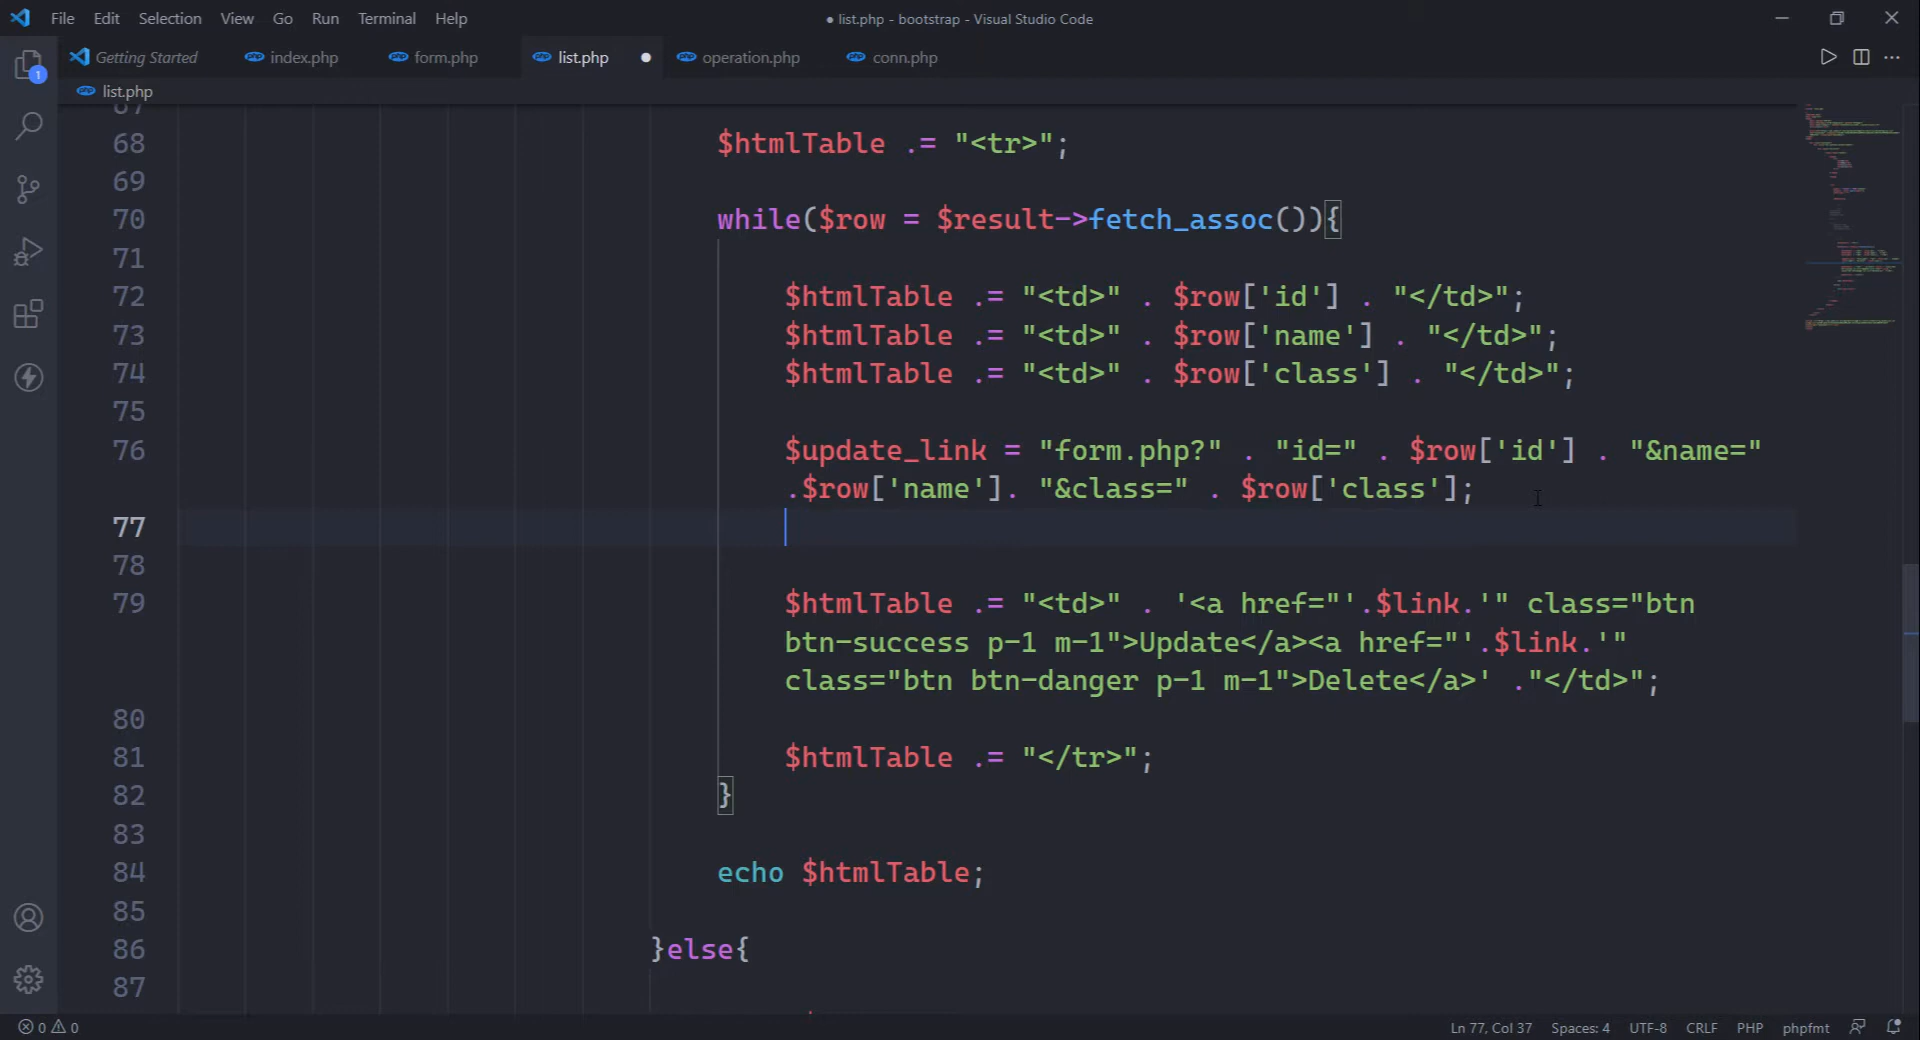 File Edit Selection View Go Run Terminal Help
● list.php - bootstrap - Visual Studio Code
Getting Started index.php form.php list.php operation.php conn.php
list.php
67
68 $htmlTable .= "<tr>";
69
70 while($row = $result->fetch_assoc()){
71
72 $htmlTable .= "<td>" . $row['id'] . "</td>";
73 $htmlTable .= "<td>" . $row['name'] . "</td>";
74 $htmlTable .= "<td>" . $row['class'] . "</td>";
75
76 $update_link = "form.php?" . "id=" . $row['id'] . "&name="
.$row['name']. "&class=" . $row['class'];
77
78
79 $htmlTable .= "<td>" . '<a href="'.$link.'" class="btn
btn-success p-1 m-1">Update</a><a href="'.$link.'"
class="btn btn-danger p-1 m-1">Delete</a>' ."</td>";
80
81 $htmlTable .= "</tr>";
82 }
83
84 echo $htmlTable;
85
86 }else{
87
1
0 0 Ln 77, Col 37 Spaces: 4 UTF-8 CRLF PHP phpfmt